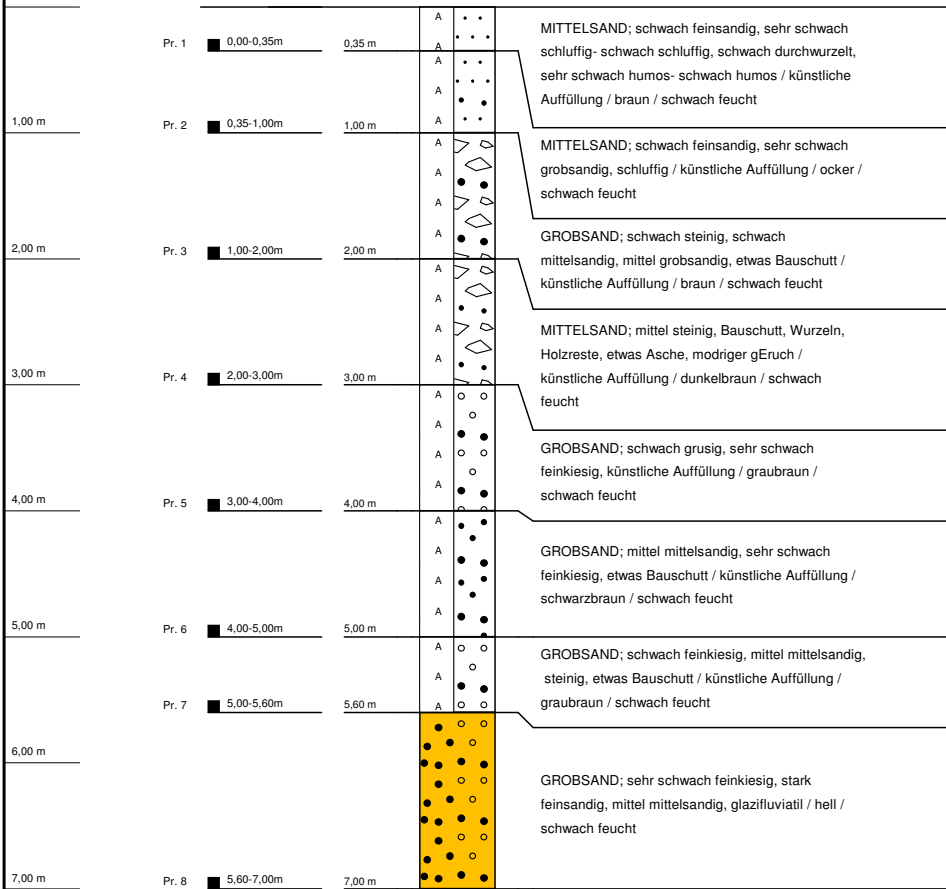 A
MITTELSAND; schwach feinsandig, sehr schwach
schluffig- schwach schluffig, schwach durchwurzelt,
sehr schwach humos- schwach humos / künstliche
Auffüllung / braun / schwach feucht
Pr. 1 0,00-0,35m 0,35 m A
A
A
1,00 m Pr. 2 0,35-1,00m 1,00 m
MITTELSAND; schwach feinsandig, sehr schwach
grobsandig, schluffig / künstliche Auffüllung / ocker /
schwach feucht
A
A
A
A
2,00 m Pr. 3 1,00-2,00m 2,00 m
GROBSAND; schwach steinig, schwach
mittelsandig, mittel grobsandig, etwas Bauschutt /
künstliche Auffüllung / braun / schwach feucht
A
A
A
A
3,00 m Pr. 4 2,00-3,00m 3,00 m
MITTELSAND; mittel steinig, Bauschutt, Wurzeln,
Holzreste, etwas Asche, modriger gEruch /
künstliche Auffüllung / dunkelbraun / schwach
feucht
A
A
A
A
4,00 m Pr. 5 3,00-4,00m 4,00 m
GROBSAND; schwach grusig, sehr schwach
feinkiesig, künstliche Auffüllung / graubraun /
schwach feucht
A
A
A
A
5,00 m Pr. 6 4,00-5,00m 5,00 m
GROBSAND; mittel mittelsandig, sehr schwach
feinkiesig, etwas Bauschutt / künstliche Auffüllung /
schwarzbraun / schwach feucht
A
A
A
Pr. 7 5,00-5,60m 5,60 m
GROBSAND; schwach feinkiesig, mittel mittelsandig,
steinig, etwas Bauschutt / künstliche Auffüllung /
graubraun / schwach feucht
6,00 m
GROBSAND; sehr schwach feinkiesig, stark
feinsandig, mittel mittelsandig, glazifluviatil / hell /
schwach feucht
7,00 m Pr. 8 5,60-7,00m 7,00 m